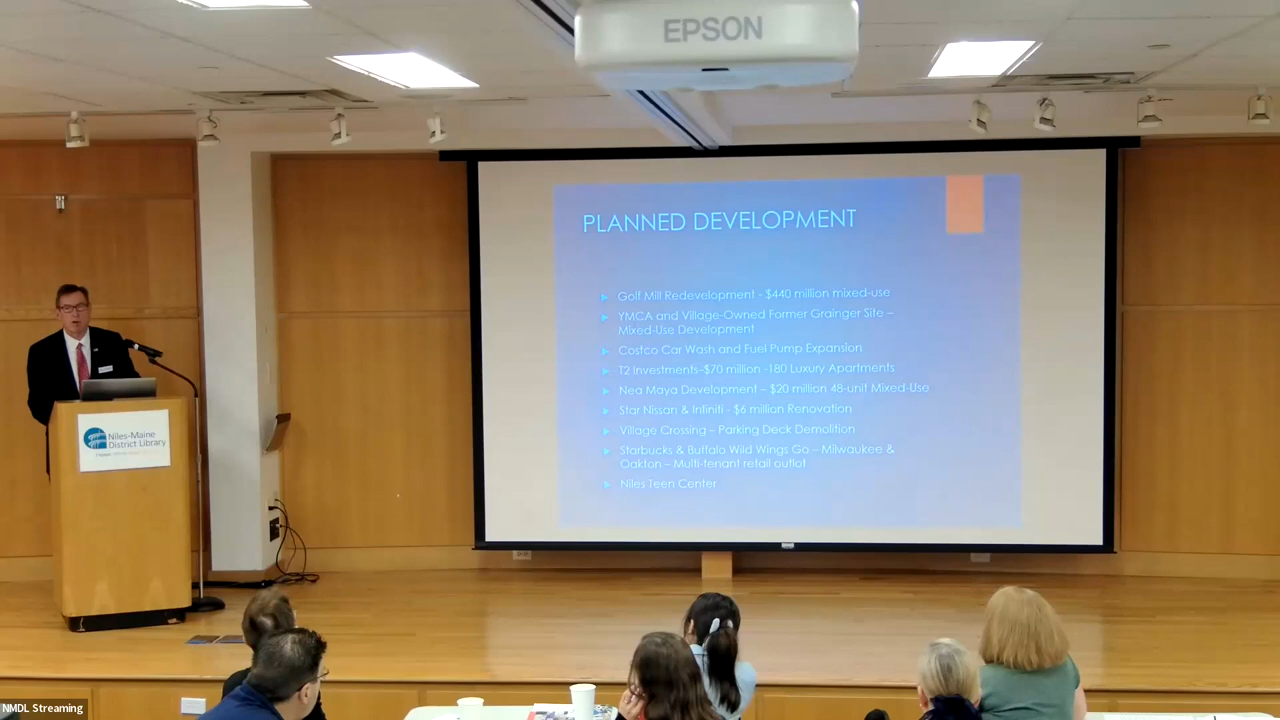 EPSON
PLANNED DEVELOPMENT
Golf Mill Redevelopment - $440 million mixed-use
YMCA and Village-Owned Former Grainger Site –
Mixed-Use Development
Costco Car Wash and Fuel Pump Expansion
T2 Investments-$70 million -180 Luxury Apartments
Nea Maya Development – $20 million 48-unit Mixed-Use
Star Nissan & Infiniti - $6 million Renovation
Village Crossing – Parking Deck Demolition
Starbucks & Buffalo Wild Wings Go – Milwaukee &
Oakton – Multi-tenant retail outlot
Niles Teen Center
Niles-Maine
District Library
NMDL Streaming